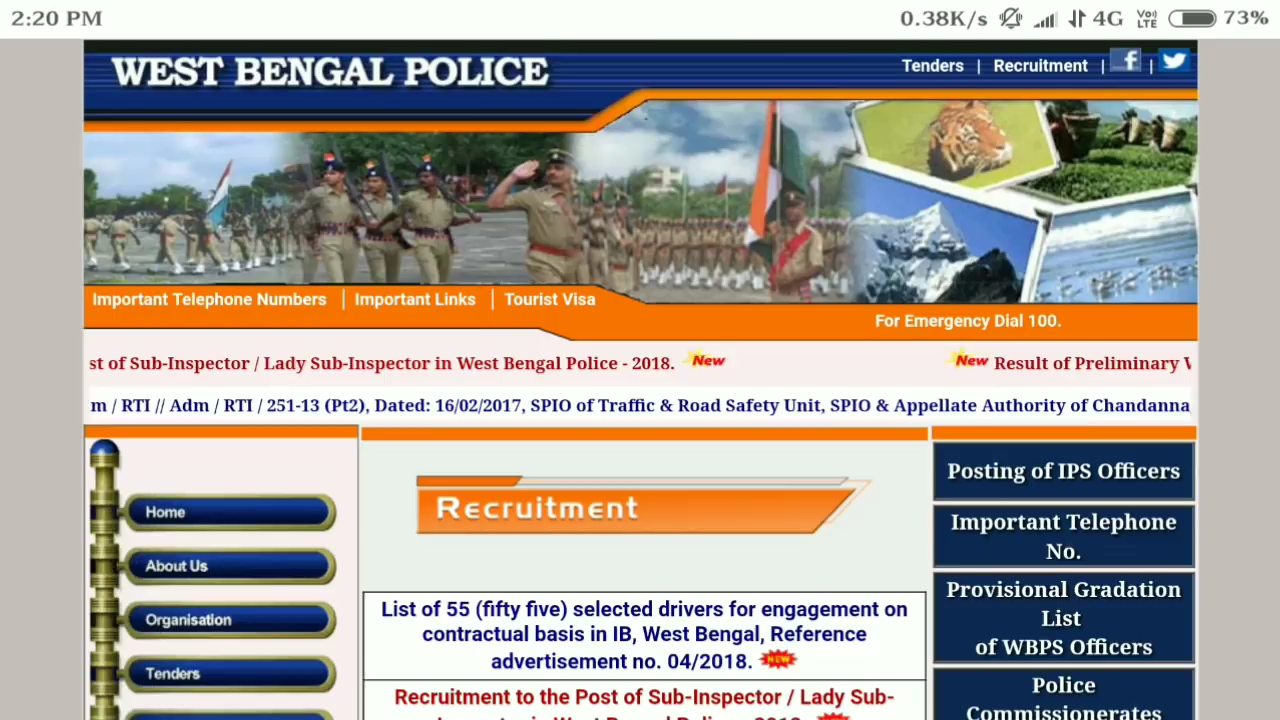 2:20 PM
0.38K/s
4G
Vo))
LTE
73%
WEST BENGAL POLICE
Tenders | Recruitment | f |
Important Telephone Numbers | Important Links | Tourist Visa
For Emergency Dial 100.
st of Sub-Inspector / Lady Sub-Inspector in West Bengal Police - 2018. New
New Result of Preliminary
m / RTI // Adm / RTI / 251-13 (Pt2), Dated: 16/02/2017, SPIO of Traffic & Road Safety Unit, SPIO & Appellate Authority of Chandanna
Home
About Us
Organisation
Tenders
Recruitment
List of 55 (fifty five) selected drivers for engagement on
contractual basis in IB, West Bengal, Reference
advertisement no. 04/2018. NEW
Recruitment to the Post of Sub-Inspector / Lady Sub-
Posting of IPS Officers
Important Telephone
No.
Provisional Gradation
List
of WBPS Officers
Police
Commissionerates